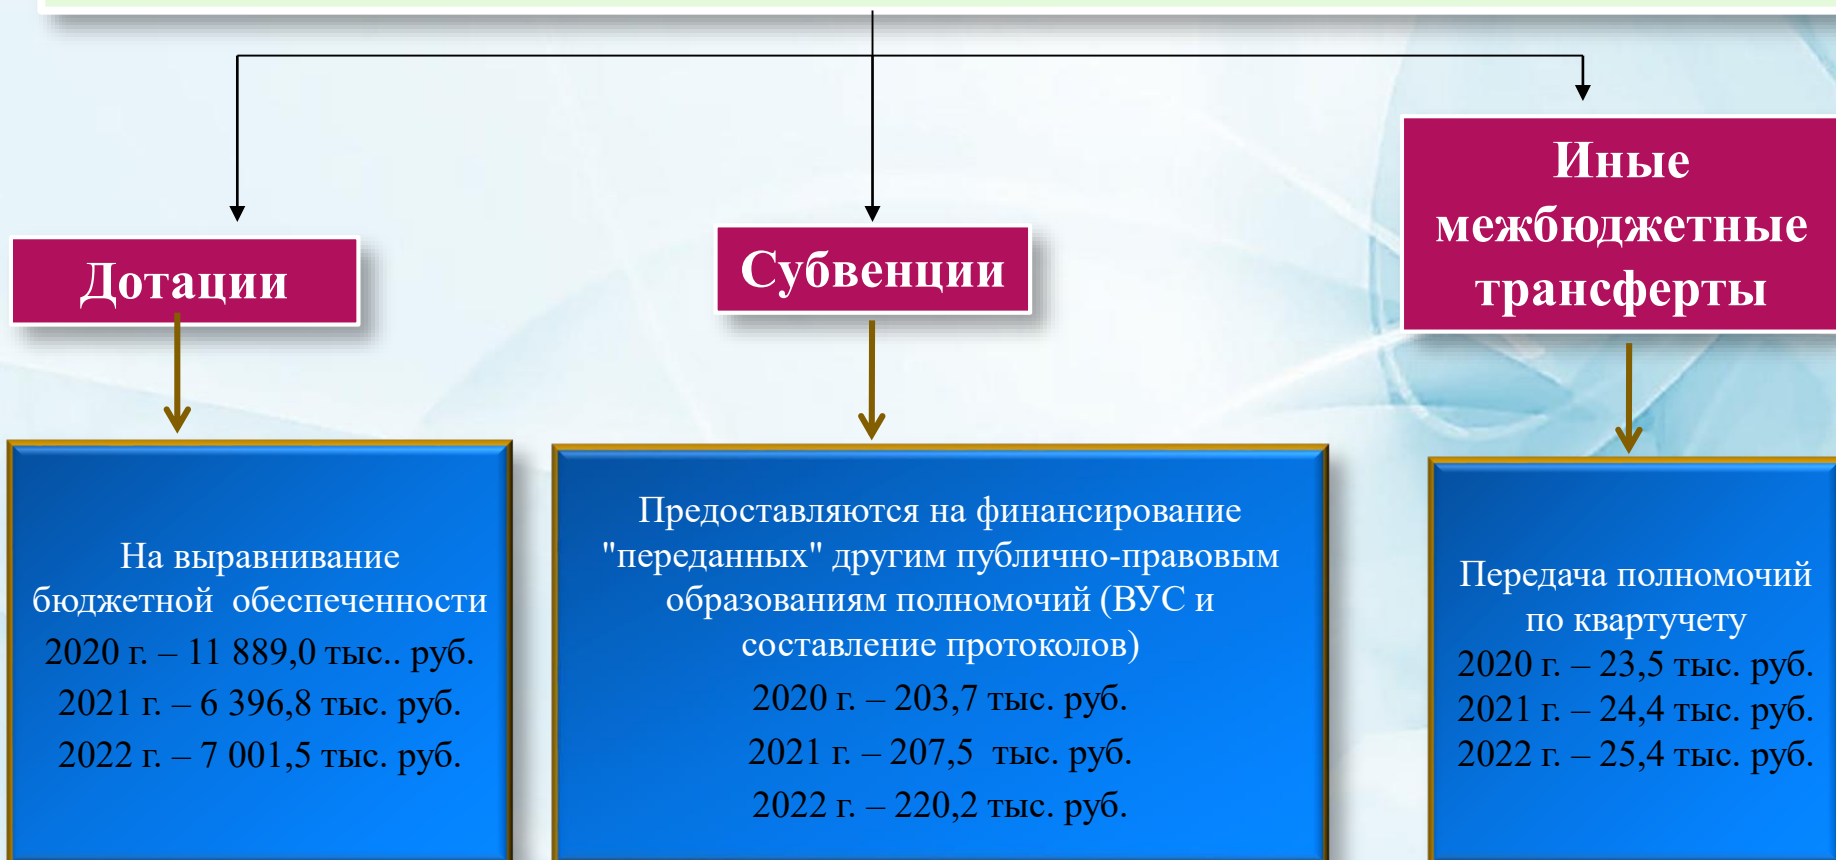 Дотации
На выравнивание
бюджетной обеспеченности
2020 г. – 11 889,0 тыс.. руб.
2021 г. – 6 396,8 тыс. руб.
2022 г. – 7 001,5 тыс. руб.
Субвенции
Предоставляются на финансирование
"переданных" другим публично-правовым
образованиям полномочий (ВУС и
составление протоколов)
2020 г. – 203,7 тыс. руб.
2021 г. – 207,5 тыс. руб.
2022 г. – 220,2 тыс. руб.
Иные
межбюджетные
трансферты
Передача полномочий
по квартучету
2020 г. – 23,5 тыс. руб.
2021 г. – 24,4 тыс. руб.
2022 г. – 25,4 тыс. руб.